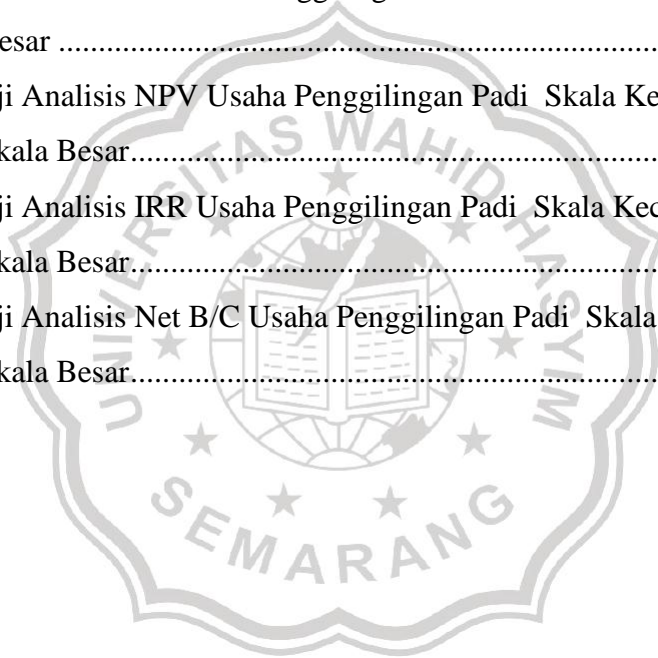 esar ....................................................................................
ji Analisis NPV Usaha Penggilingan Padi Skala Ke
kala Besar.........................................................................
ji Analisis IRR Usaha Penggilingan Padi Skala Kec
kala Besar.........................................................................
ji Analisis Net B/C Usaha Penggilingan Padi Skala
kala Besar.........................................................................
UNIVERSITAS WAHID HASYIM
SEMARANG